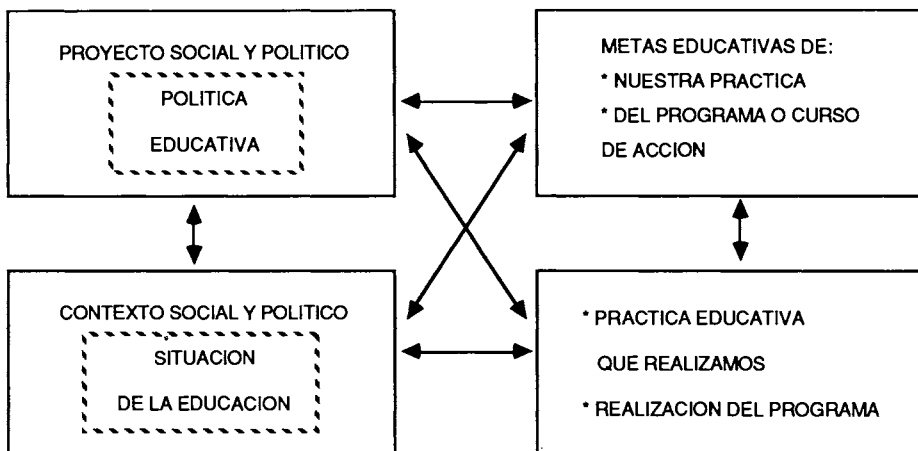 PROYECTO SOCIAL Y POLITICO
POLITICA
EDUCATIVA
METAS EDUCATIVAS DE:
* NUESTRA PRACTICA
* DEL PROGRAMA O CURSO
DE ACCION
CONTEXTO SOCIAL Y POLITICO
SITUACION
DE LA EDUCACION
* PRACTICA EDUCATIVA
QUE REALIZAMOS
* REALIZACION DEL PROGRAMA